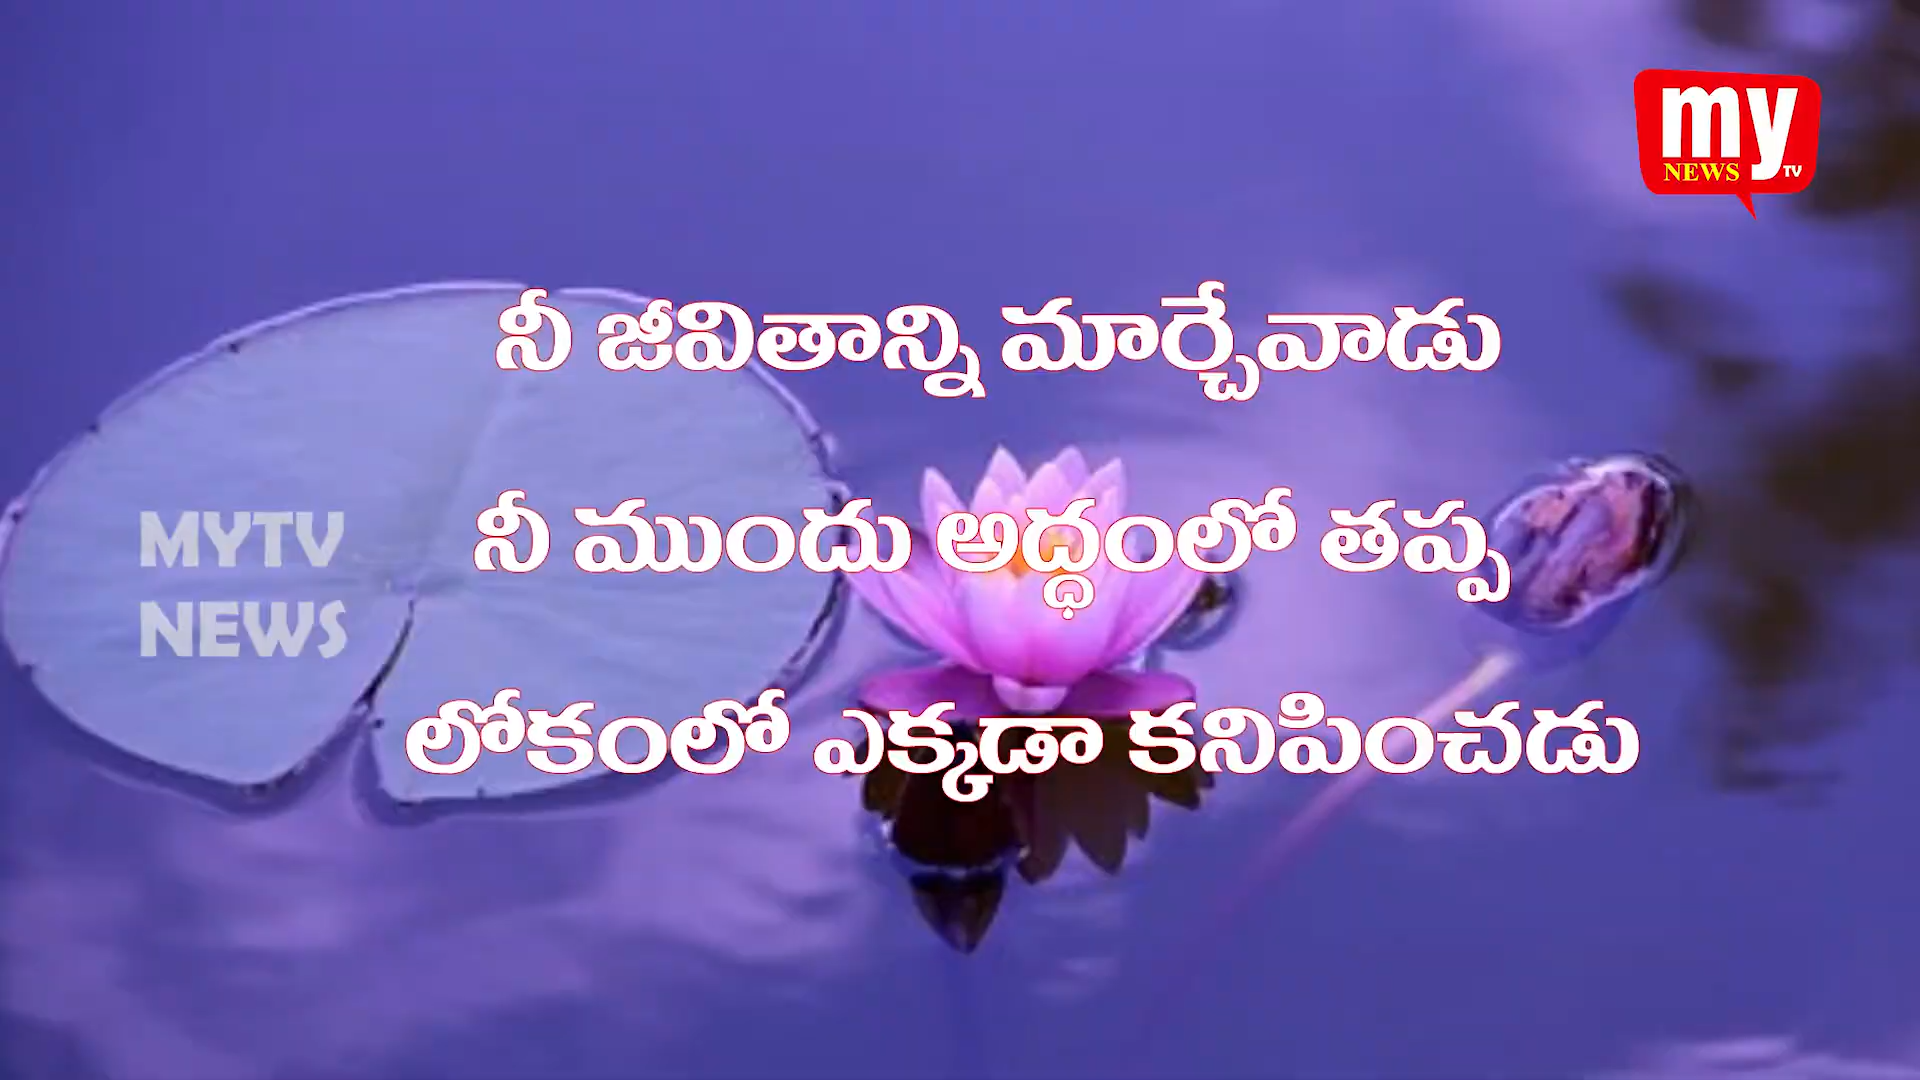 my
NEWS TV
నీ జీవితాన్ని మార్చేవాడు
నీ ముందు అద్ధంలో తప్ప
లోకంలో ఎక్కడా కనిపించడు
MYTV
NEWS